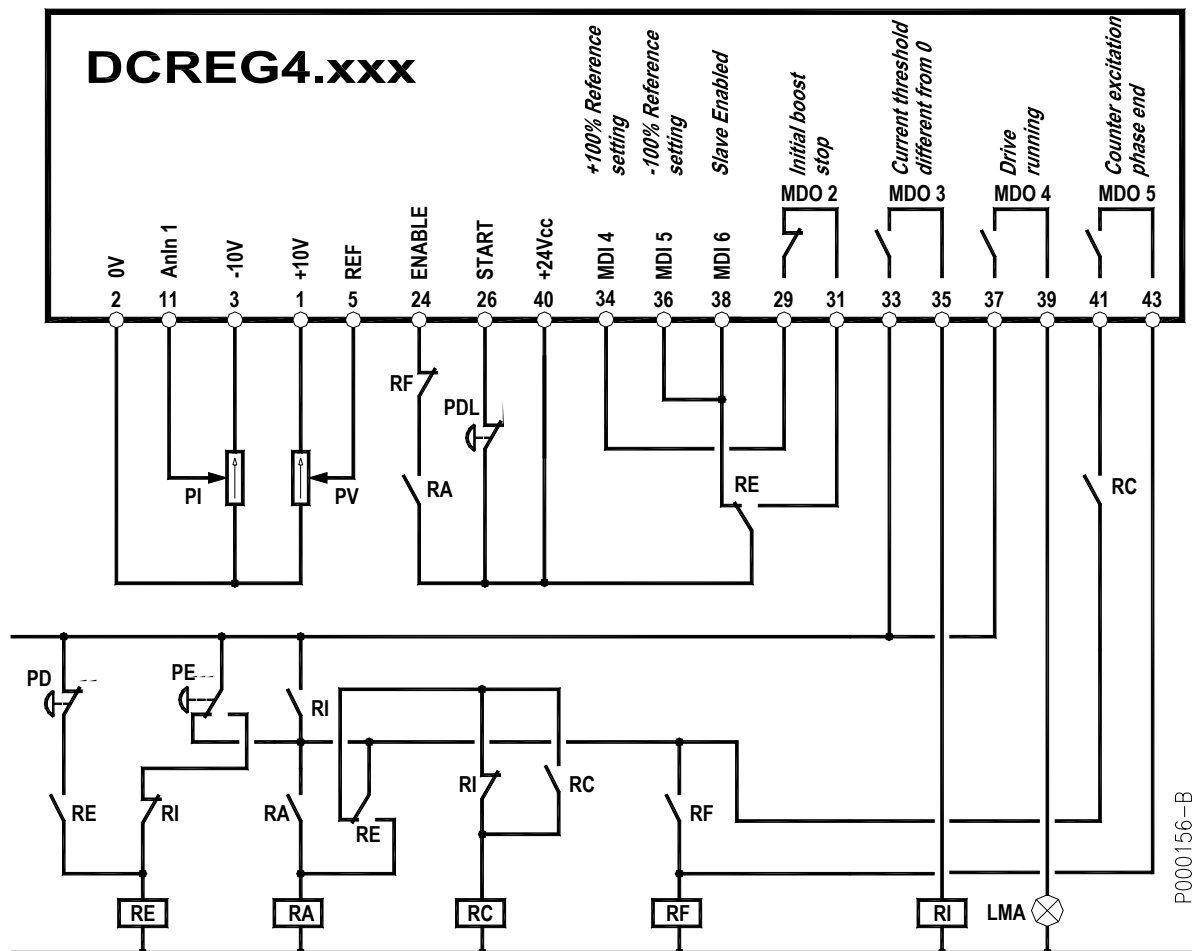 DCREG4.xxx
+100% Reference
setting
-100% Reference
setting
Slave Enabled
Initial boost
stop
Current threshold
different from 0
Drive
running
Counter excitation
phase end
MDO 2
MDO 3
MDO 4
MDO 5
0V
AnIn 1
-10V
+10V
REF
ENABLE
START
+24Vcc
MDI 4
MDI 5
MDI 6
2 11 3 1 5 24 26 40 34 36 38 29 31 33 35 37 39 41 43
RF
PDL
PI
PV
RA
RE
RC
PD
PE
RI
RE
RI
RA
RE
RI
RC
RF
RE
RA
RC
RF
RI
LMA
P000156-B